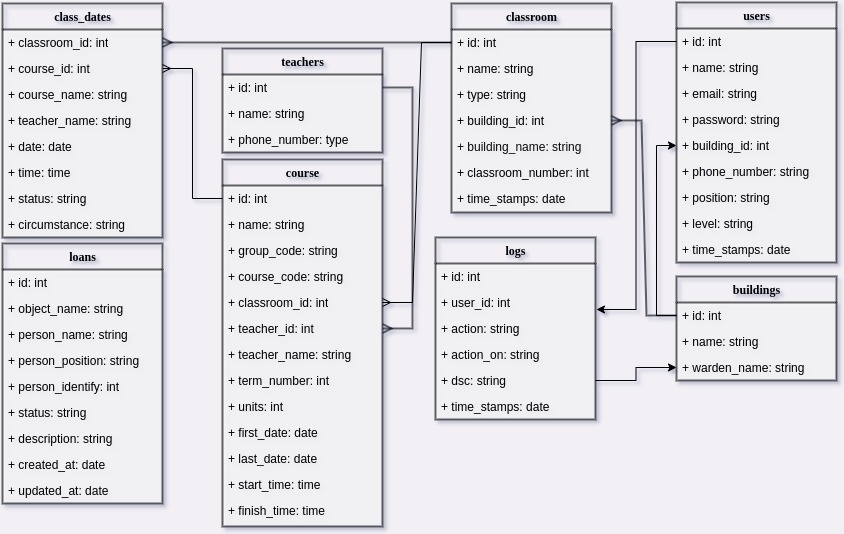 class_dates
+ classroom_id: int
+ course_id: int
+ course_name: string
+ teacher_name: string
+ date: date
+ time: time
+ status: string
+ circumstance: string
loans
+ id: int
+ object_name: string
+ person_name: string
+ person_position: string
+ person_identify: int
+ status: string
+ description: string
+ created_at: date
+ updated_at: date
teachers
+ id: int
+ name: string
+ phone_number: type
course
+ id: int
+ name: string
+ group_code: string
+ course_code: string
+ classroom_id: int
+ teacher_id: int
+ teacher_name: string
+ term_number: int
+ units: int
+ first_date: date
+ last_date: date
+ start_time: time
+ finish_time: time
classroom
+ id: int
+ name: string
+ type: string
+ building_id: int
+ building_name: string
+ classroom_number: int
+ time_stamps: date
logs
+ id: int
+ user_id: int
+ action: string
+ action_on: string
+ dsc: string
+ time_stamps: date
users
+ id: int
+ name: string
+ email: string
+ password: string
+ building_id: int
+ phone_number: string
+ position: string
+ level: string
+ time_stamps: date
buildings
+ id: int
+ name: string
+ warden_name: string